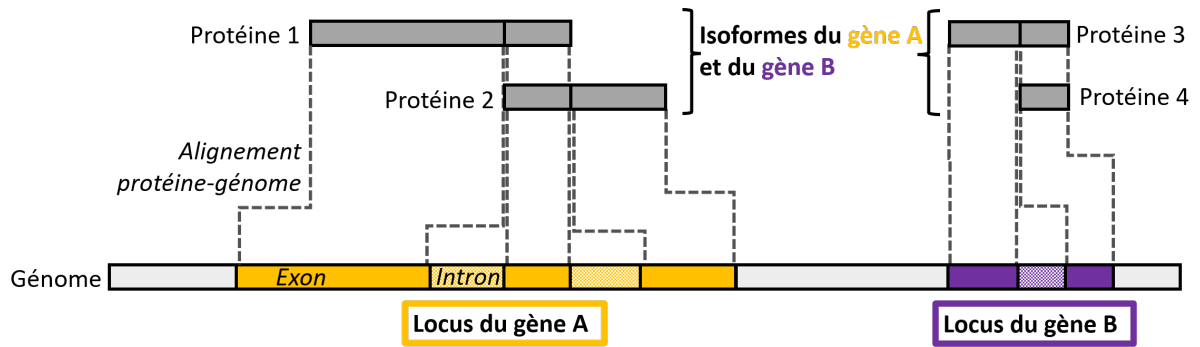 Protéine 1
Isoformes du gène A
et du gène B
Protéine 3
Protéine 2
Protéine 4
Alignement
protéine-génome
Génome
Exon
Intron
Locus du gène A
Locus du gène B